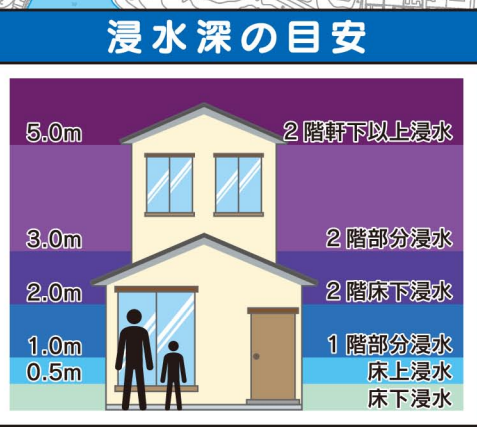 浸水深の目安
5.0m 2階軒下以上浸水
3.0m 2階部分浸水
2.0m 2階床下浸水
1.0m 1階部分浸水
0.5m 床上浸水
床下浸水